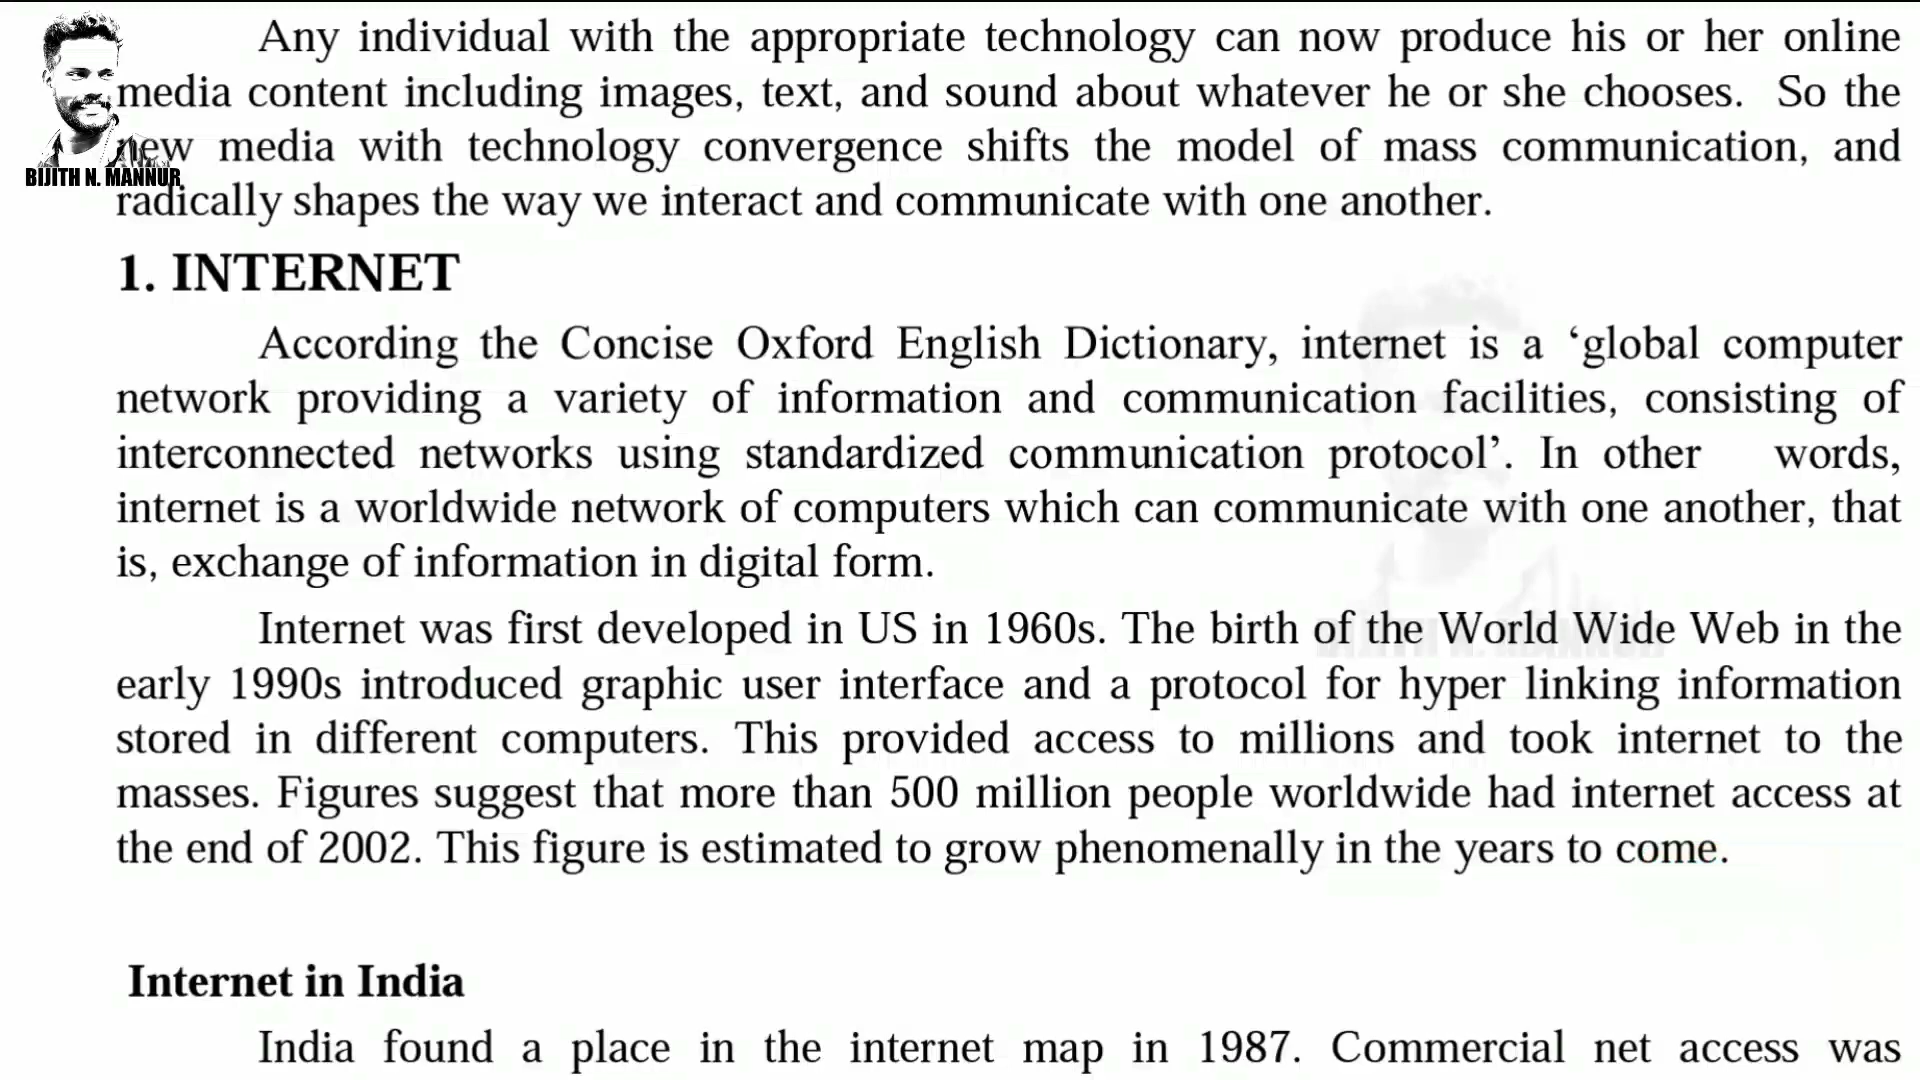 Any individual with the appropriate technology can now produce his or her online
media content including images, text, and sound about whatever he or she chooses. So the
new media with technology convergence shifts the model of mass communication, and
BIJITH N. MANNUR
radically shapes the way we interact and communicate with one another.
1. INTERNET
According the Concise Oxford English Dictionary, internet is a ‘global computer
network providing a variety of information and communication facilities, consisting of
interconnected networks using standardized communication protocol’. In other words,
internet is a worldwide network of computers which can communicate with one another, that
is, exchange of information in digital form.
Internet was first developed in US in 1960s. The birth of the World Wide Web in the
BIJITH N. MANNUR
early 1990s introduced graphic user interface and a protocol for hyper linking information
stored in different computers. This provided access to millions and took internet to the
masses. Figures suggest that more than 500 million people worldwide had internet access at
the end of 2002. This figure is estimated to grow phenomenally in the years to come.
Internet in India
India found a place in the internet map in 1987. Commercial net access was